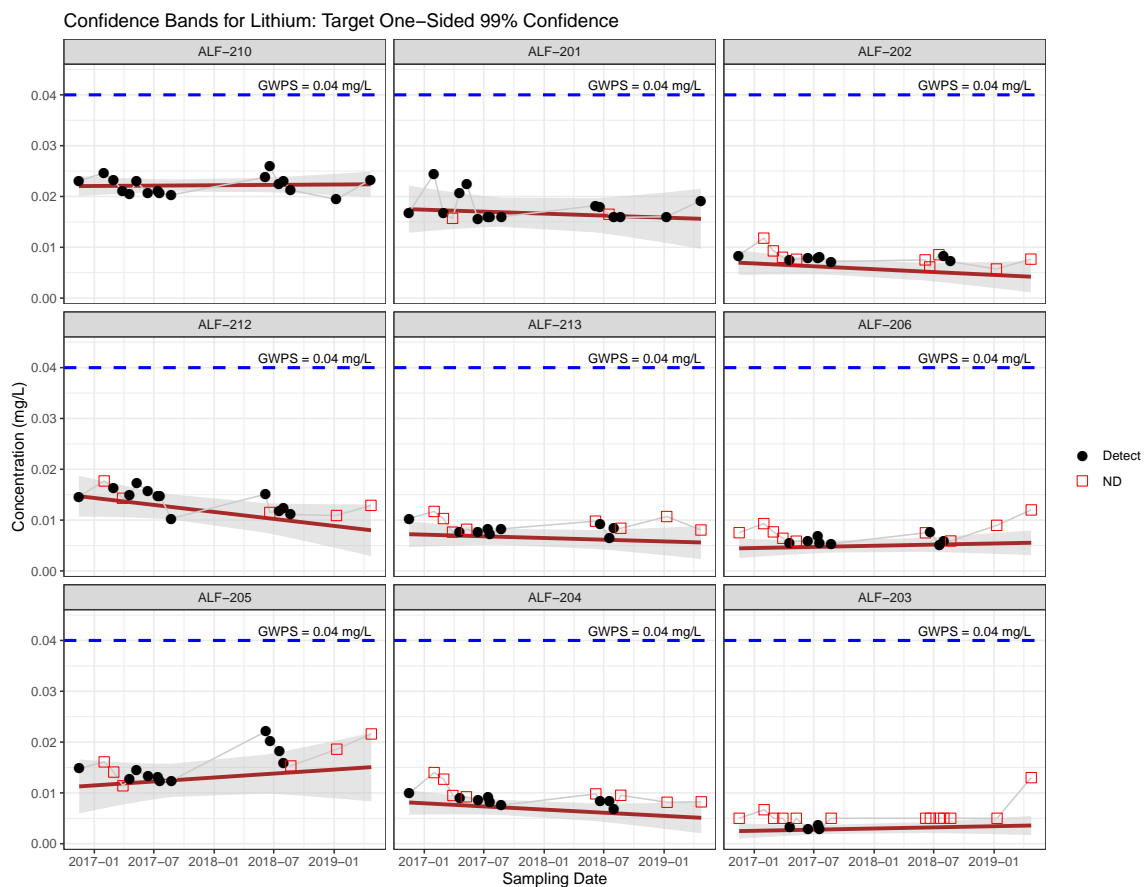 Confidence Bands for Lithium: Target One−Sided 99% Confidence
ALF−210 ALF−201 ALF−202
GWPS = 0.04 mg/L GWPS = 0.04 mg/L GWPS = 0.04 mg/L
0.04
0.03
0.02
0.01
0.00
ALF−212 ALF−213 ALF−206
GWPS = 0.04 mg/L GWPS = 0.04 mg/L GWPS = 0.04 mg/L
0.04
0.03
0.02
0.01
0.00
Concentration (mg/L)
Detect
ND
ALF−205 ALF−204 ALF−203
GWPS = 0.04 mg/L GWPS = 0.04 mg/L GWPS = 0.04 mg/L
0.04
0.03
0.02
0.01
0.00
2017−01 2017−07 2018−01 2018−07 2019−01 2017−01 2017−07 2018−01 2018−07 2019−01 2017−01 2017−07 2018−01 2018−07 2019−01
Sampling Date